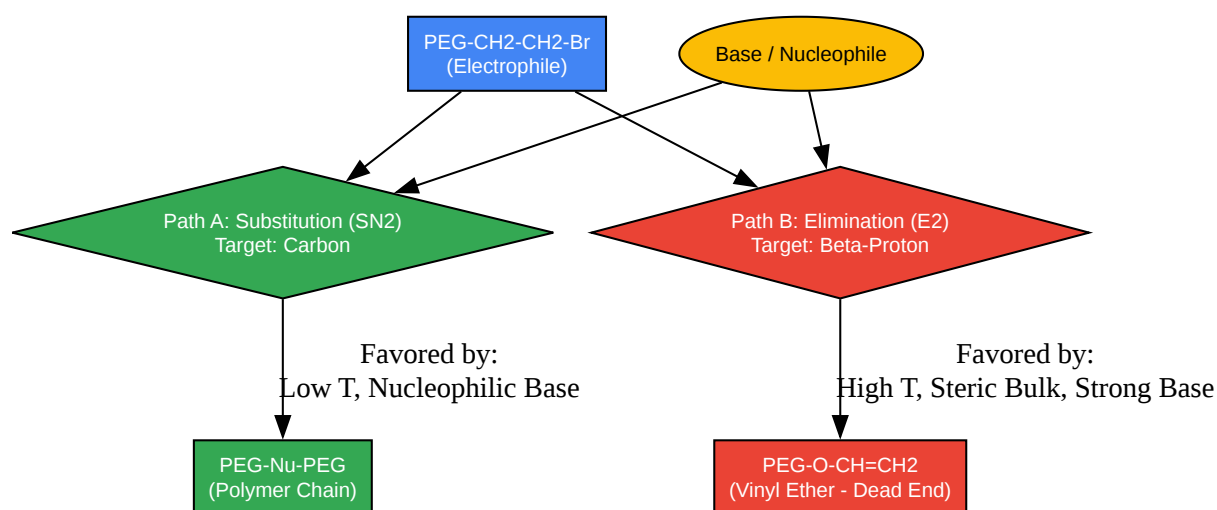 PEG-CH2-CH2-Br
(Electrophile)
Base / Nucleophile
Path A: Substitution (SN2)
Target: Carbon
Path B: Elimination (E2)
Target: Beta-Proton
Favored by:
Low T, Nucleophilic Base
Favored by:
High T, Steric Bulk, Strong Base
PEG-Nu-PEG
(Polymer Chain)
PEG-O-CH=CH2
(Vinyl Ether - Dead End)